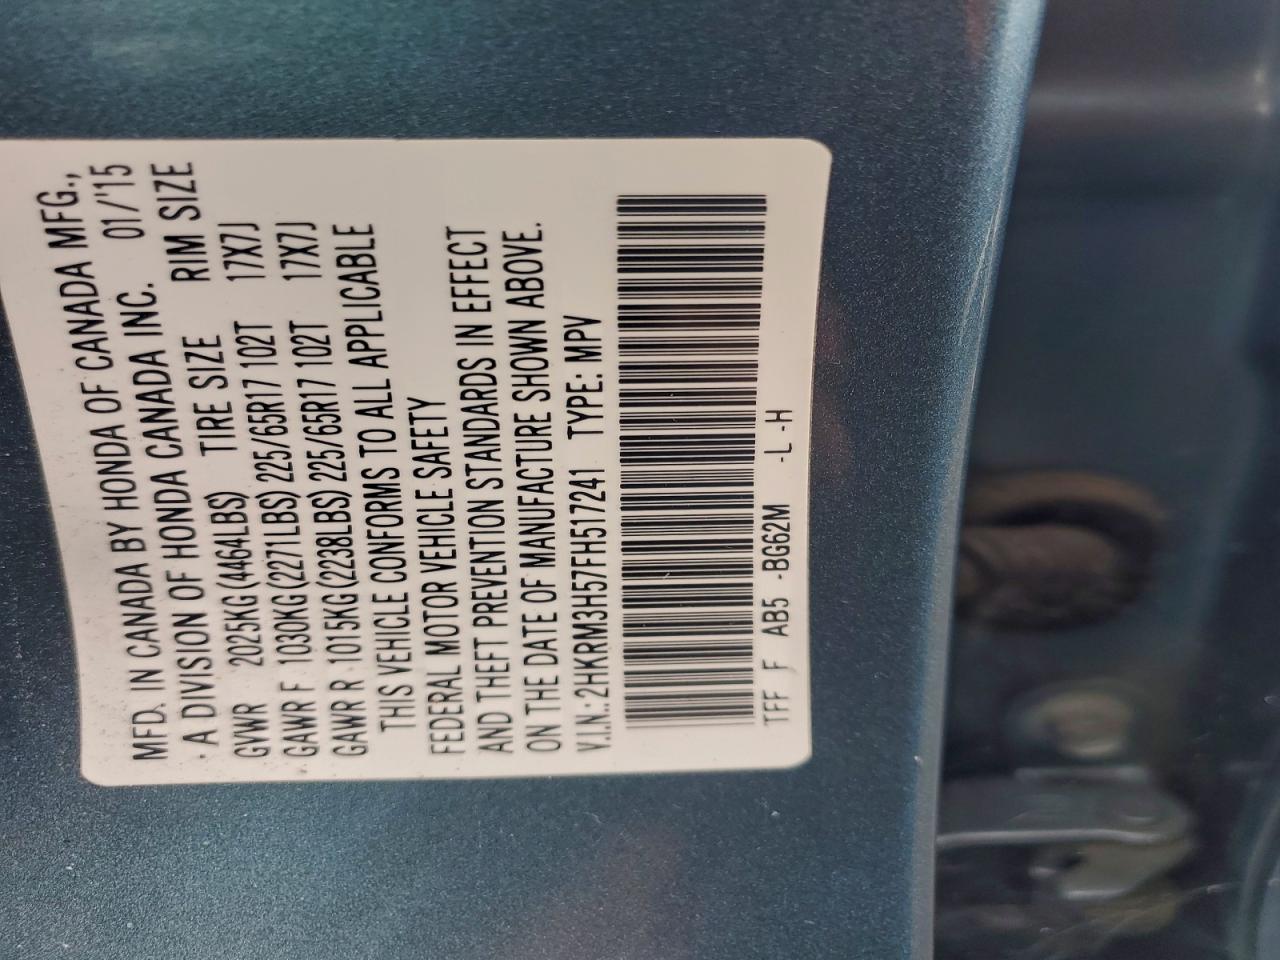 MFD. IN CANADA BY HONDA OF CANADA MFG.,
A DIVISION OF HONDA CANADA INC. 01/'15
GVWR 2025KG(4464LBS) TIRE SIZE RIM SIZE
GAWR F 1030KG(2271LBS) 225/65R17 102T 17X7J
GAWR R 1015KG(2238LBS) 225/65R17 102T 17X7J
THIS VEHICLE CONFORMS TO ALL APPLICABLE
FEDERAL MOTOR VEHICLE SAFETY
AND THEFT PREVENTION STANDARDS IN EFFECT
ON THE DATE OF MANUFACTURE SHOWN ABOVE.
V.I.N.:2HKRM3H57FH517241 TYPE: MPV
TFF F AB5 -BG62M -L -H